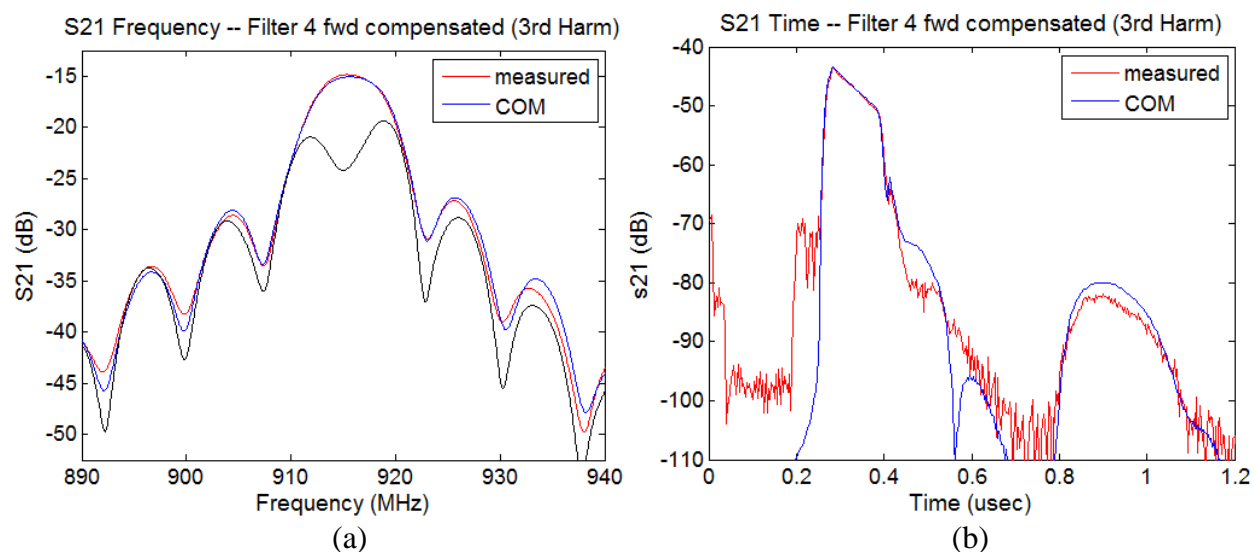 S21 Frequency -- Filter 4 fwd compensated (3rd Harm)
-15
-20
-25
-30
-35
-40
-45
-50
S21 (dB)
measured
COM
890
900
910
920
930
940
Frequency (MHz)
(a)
S21 Time -- Filter 4 fwd compensated (3rd Harm)
-40
-50
-60
-70
-80
-90
-100
-110
s21 (dB)
measured
COM
0
0.2
0.4
0.6
0.8
1
1.2
Time (usec)
(b)